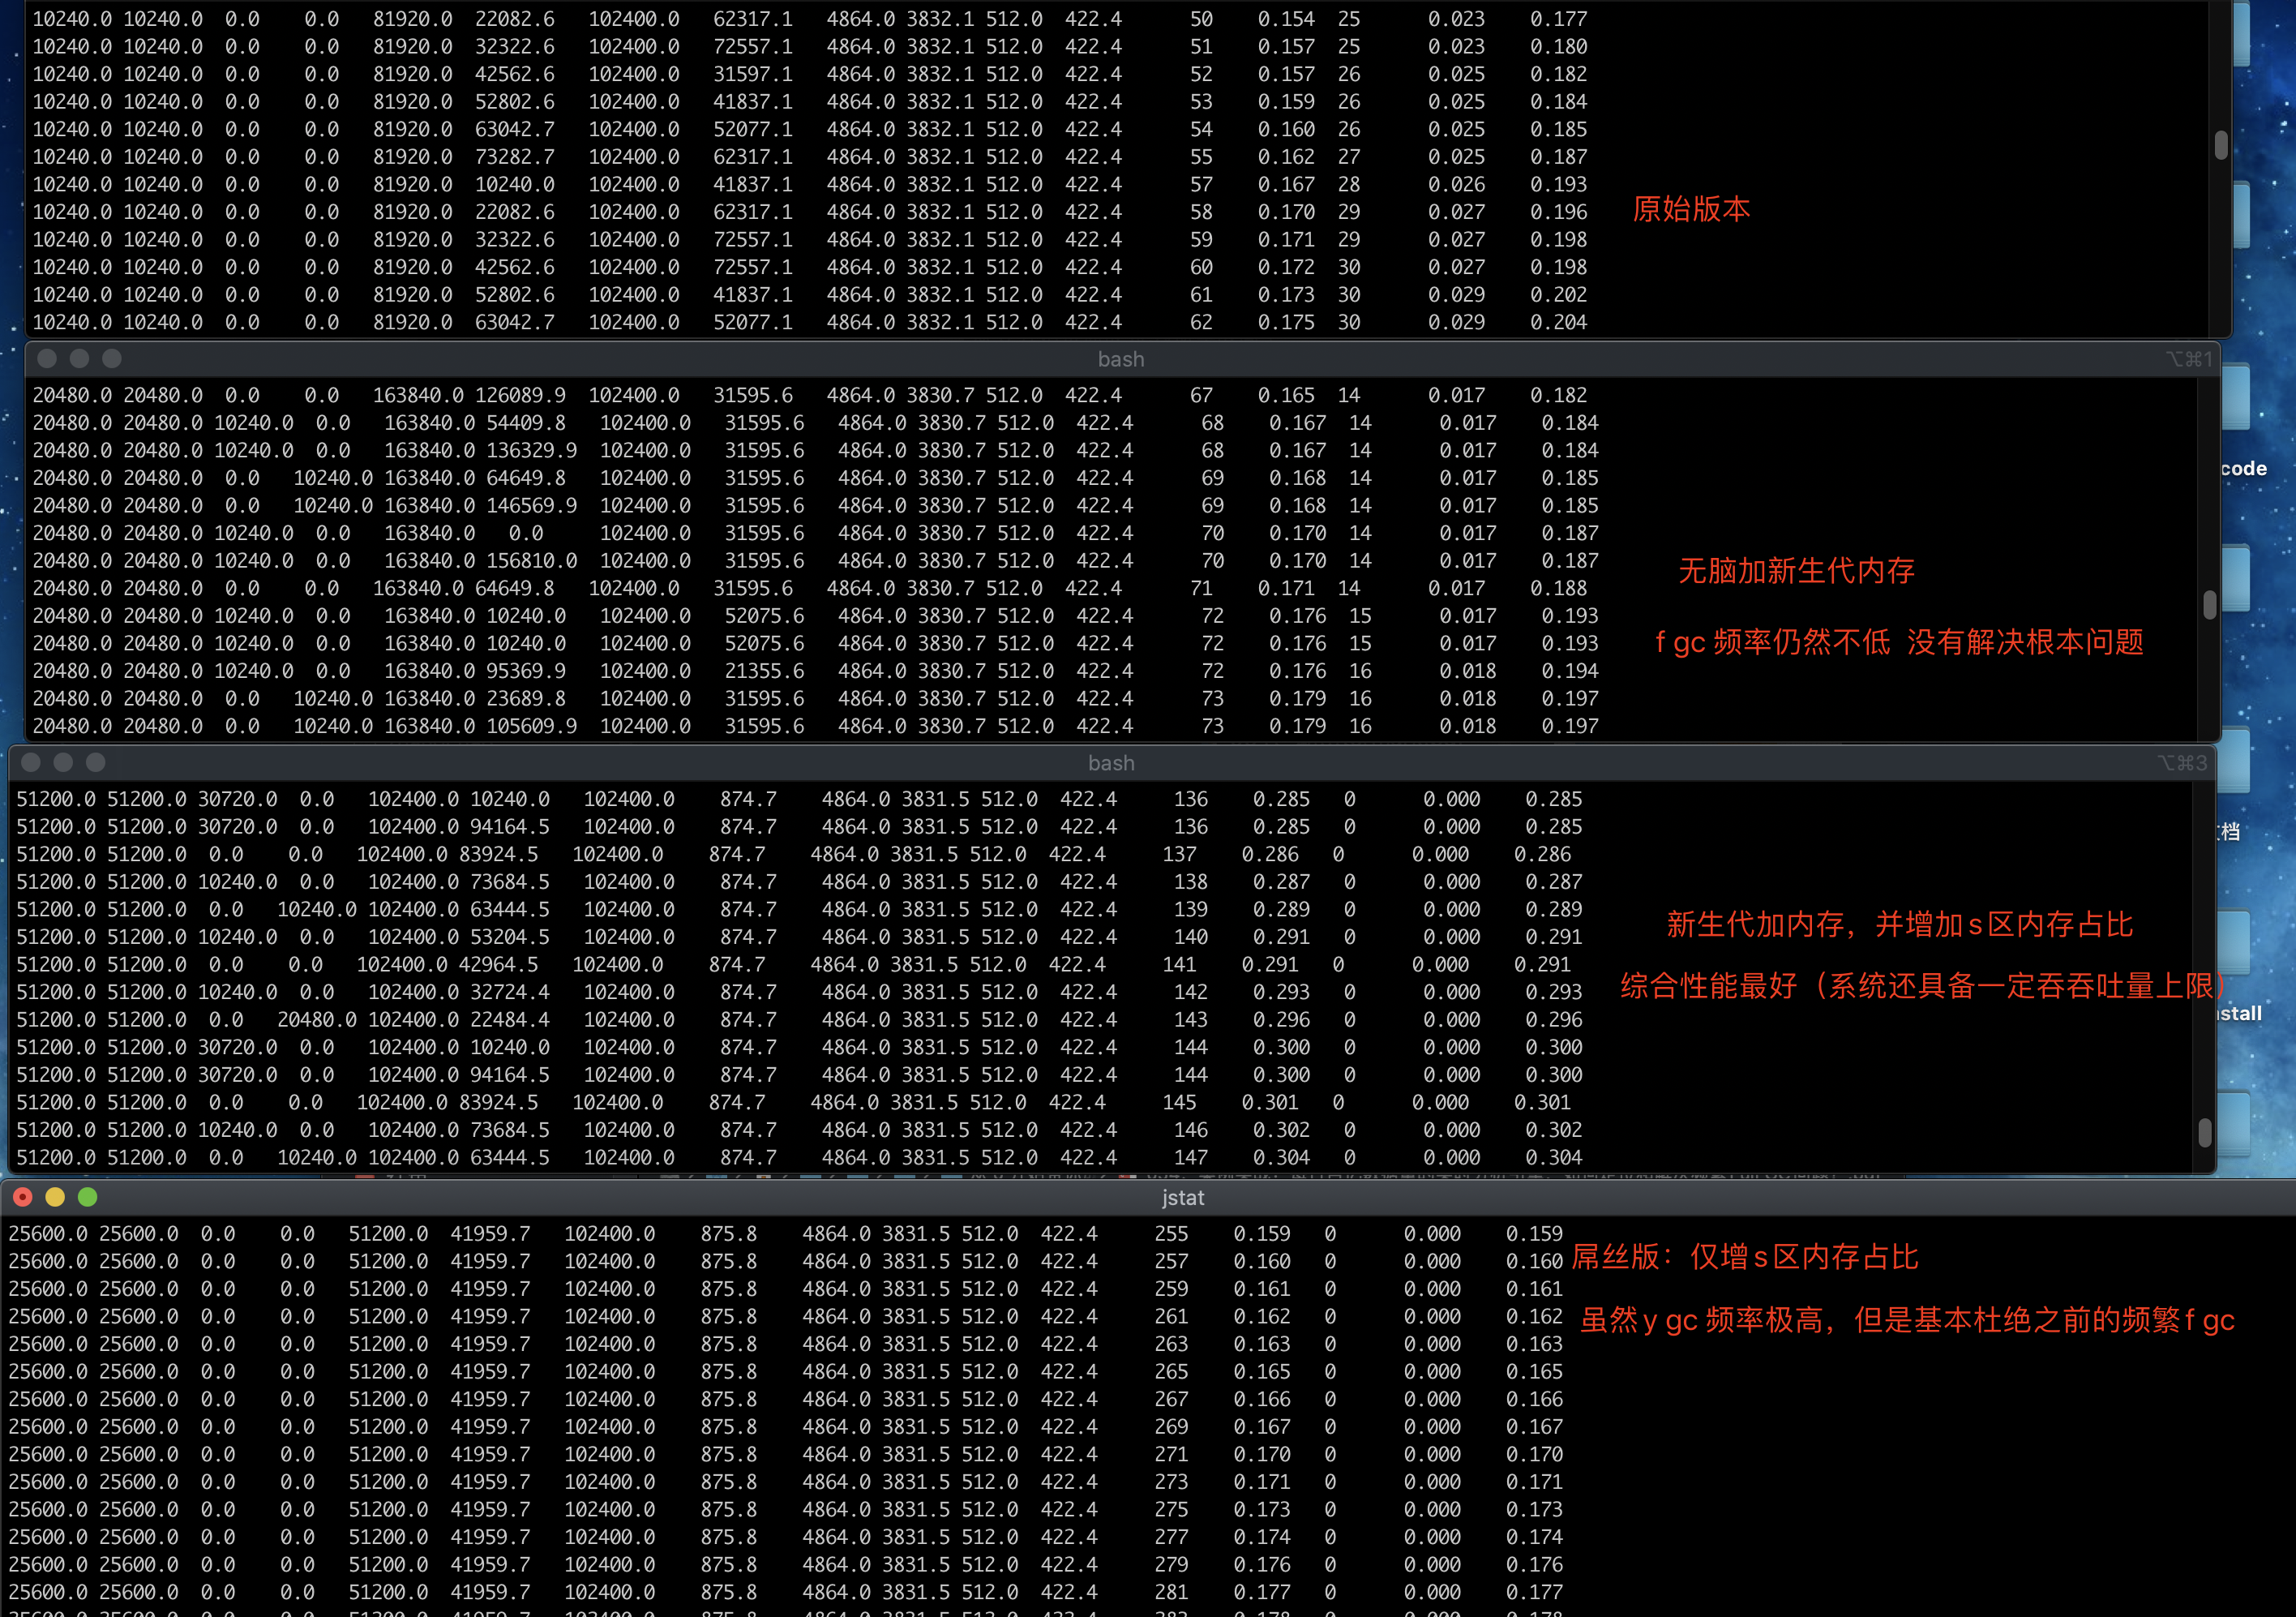 10240.0 10240.0 0.0 0.0 81920.0 22082.6 102400.0 62317.1 4864.0 3832.1 512.0 422.4 50 0.154 25 0.023 0.177
10240.0 10240.0 0.0 0.0 81920.0 32322.6 102400.0 72557.1 4864.0 3832.1 512.0 422.4 51 0.157 25 0.023 0.180
10240.0 10240.0 0.0 0.0 81920.0 42562.6 102400.0 31597.1 4864.0 3832.1 512.0 422.4 52 0.157 26 0.025 0.182
10240.0 10240.0 0.0 0.0 81920.0 52802.6 102400.0 41837.1 4864.0 3832.1 512.0 422.4 53 0.159 26 0.025 0.184
10240.0 10240.0 0.0 0.0 81920.0 63042.7 102400.0 52077.1 4864.0 3832.1 512.0 422.4 54 0.160 26 0.025 0.185
10240.0 10240.0 0.0 0.0 81920.0 73282.7 102400.0 62317.1 4864.0 3832.1 512.0 422.4 55 0.162 27 0.025 0.187
10240.0 10240.0 0.0 0.0 81920.0 10240.0 102400.0 41837.1 4864.0 3832.1 512.0 422.4 57 0.167 28 0.026 0.193
10240.0 10240.0 0.0 0.0 81920.0 22082.6 102400.0 62317.1 4864.0 3832.1 512.0 422.4 58 0.170 29 0.027 0.196
原始版本
10240.0 10240.0 0.0 0.0 81920.0 32322.6 102400.0 72557.1 4864.0 3832.1 512.0 422.4 59 0.171 29 0.027 0.198
10240.0 10240.0 0.0 0.0 81920.0 42562.6 102400.0 72557.1 4864.0 3832.1 512.0 422.4 60 0.172 30 0.027 0.198
10240.0 10240.0 0.0 0.0 81920.0 52802.6 102400.0 41837.1 4864.0 3832.1 512.0 422.4 61 0.173 30 0.029 0.202
10240.0 10240.0 0.0 0.0 81920.0 63042.7 102400.0 52077.1 4864.0 3832.1 512.0 422.4 62 0.175 30 0.029 0.204
bash ⌥⌘1
20480.0 20480.0 0.0 0.0 163840.0 126089.9 102400.0 31595.6 4864.0 3830.7 512.0 422.4 67 0.165 14 0.017 0.182
20480.0 20480.0 10240.0 0.0 163840.0 54409.8 102400.0 31595.6 4864.0 3830.7 512.0 422.4 68 0.167 14 0.017 0.184
20480.0 20480.0 10240.0 0.0 163840.0 136329.9 102400.0 31595.6 4864.0 3830.7 512.0 422.4 68 0.167 14 0.017 0.184
20480.0 20480.0 0.0 10240.0 163840.0 64649.8 102400.0 31595.6 4864.0 3830.7 512.0 422.4 69 0.168 14 0.017 0.185
20480.0 20480.0 0.0 10240.0 163840.0 146569.9 102400.0 31595.6 4864.0 3830.7 512.0 422.4 69 0.168 14 0.017 0.185
20480.0 20480.0 10240.0 0.0 163840.0 0.0 102400.0 31595.6 4864.0 3830.7 512.0 422.4 70 0.170 14 0.017 0.187
20480.0 20480.0 10240.0 0.0 163840.0 156810.0 102400.0 31595.6 4864.0 3830.7 512.0 422.4 70 0.170 14 0.017 0.187
无脑加新生代内存
20480.0 20480.0 0.0 0.0 163840.0 64649.8 102400.0 31595.6 4864.0 3830.7 512.0 422.4 71 0.171 14 0.017 0.188
20480.0 20480.0 10240.0 0.0 163840.0 10240.0 102400.0 52075.6 4864.0 3830.7 512.0 422.4 72 0.176 15 0.017 0.193
20480.0 20480.0 10240.0 0.0 163840.0 10240.0 102400.0 52075.6 4864.0 3830.7 512.0 422.4 72 0.176 15 0.017 0.193
f gc 频率仍然不低 没有解决根本问题
20480.0 20480.0 10240.0 0.0 163840.0 95369.9 102400.0 21355.6 4864.0 3830.7 512.0 422.4 72 0.176 16 0.018 0.194
20480.0 20480.0 0.0 10240.0 163840.0 23689.8 102400.0 31595.6 4864.0 3830.7 512.0 422.4 73 0.179 16 0.018 0.197
20480.0 20480.0 0.0 10240.0 163840.0 105609.9 102400.0 31595.6 4864.0 3830.7 512.0 422.4 73 0.179 16 0.018 0.197
code
bash ⌥⌘3
51200.0 51200.0 30720.0 0.0 102400.0 10240.0 102400.0 874.7 4864.0 3831.5 512.0 422.4 136 0.285 0 0.000 0.285
51200.0 51200.0 30720.0 0.0 102400.0 94164.5 102400.0 874.7 4864.0 3831.5 512.0 422.4 136 0.285 0 0.000 0.285
51200.0 51200.0 0.0 0.0 102400.0 83924.5 102400.0 874.7 4864.0 3831.5 512.0 422.4 137 0.286 0 0.000 0.286
51200.0 51200.0 10240.0 0.0 102400.0 73684.5 102400.0 874.7 4864.0 3831.5 512.0 422.4 138 0.287 0 0.000 0.287
51200.0 51200.0 0.0 10240.0 102400.0 63444.5 102400.0 874.7 4864.0 3831.5 512.0 422.4 139 0.289 0 0.000 0.289
新生代加内存，并增加s区内存占比
51200.0 51200.0 10240.0 0.0 102400.0 53204.5 102400.0 874.7 4864.0 3831.5 512.0 422.4 140 0.291 0 0.000 0.291
51200.0 51200.0 0.0 0.0 102400.0 42964.5 102400.0 874.7 4864.0 3831.5 512.0 422.4 141 0.291 0 0.000 0.291
51200.0 51200.0 10240.0 0.0 102400.0 32724.4 102400.0 874.7 4864.0 3831.5 512.0 422.4 142 0.293 0 0.000 0.293
综合性能最好（系统还具备一定吞吞吐量上限）
51200.0 51200.0 0.0 20480.0 102400.0 22484.4 102400.0 874.7 4864.0 3831.5 512.0 422.4 143 0.296 0 0.000 0.296
51200.0 51200.0 30720.0 0.0 102400.0 10240.0 102400.0 874.7 4864.0 3831.5 512.0 422.4 144 0.300 0 0.000 0.300
51200.0 51200.0 30720.0 0.0 102400.0 94164.5 102400.0 874.7 4864.0 3831.5 512.0 422.4 144 0.300 0 0.000 0.300
51200.0 51200.0 0.0 0.0 102400.0 83924.5 102400.0 874.7 4864.0 3831.5 512.0 422.4 145 0.301 0 0.000 0.301
51200.0 51200.0 10240.0 0.0 102400.0 73684.5 102400.0 874.7 4864.0 3831.5 512.0 422.4 146 0.302 0 0.000 0.302
51200.0 51200.0 0.0 10240.0 102400.0 63444.5 102400.0 874.7 4864.0 3831.5 512.0 422.4 147 0.304 0 0.000 0.304
档
stall
jstat
25600.0 25600.0 0.0 0.0 51200.0 41959.7 102400.0 875.8 4864.0 3831.5 512.0 422.4 255 0.159 0 0.000 0.159
25600.0 25600.0 0.0 0.0 51200.0 41959.7 102400.0 875.8 4864.0 3831.5 512.0 422.4 257 0.160 0 0.000 0.160
屌丝版：仅增s区内存占比
25600.0 25600.0 0.0 0.0 51200.0 41959.7 102400.0 875.8 4864.0 3831.5 512.0 422.4 259 0.161 0 0.000 0.161
25600.0 25600.0 0.0 0.0 51200.0 41959.7 102400.0 875.8 4864.0 3831.5 512.0 422.4 261 0.162 0 0.000 0.162
虽然y gc 频率极高，但是基本杜绝之前的频繁f gc
25600.0 25600.0 0.0 0.0 51200.0 41959.7 102400.0 875.8 4864.0 3831.5 512.0 422.4 263 0.163 0 0.000 0.163
25600.0 25600.0 0.0 0.0 51200.0 41959.7 102400.0 875.8 4864.0 3831.5 512.0 422.4 265 0.165 0 0.000 0.165
25600.0 25600.0 0.0 0.0 51200.0 41959.7 102400.0 875.8 4864.0 3831.5 512.0 422.4 267 0.166 0 0.000 0.166
25600.0 25600.0 0.0 0.0 51200.0 41959.7 102400.0 875.8 4864.0 3831.5 512.0 422.4 269 0.167 0 0.000 0.167
25600.0 25600.0 0.0 0.0 51200.0 41959.7 102400.0 875.8 4864.0 3831.5 512.0 422.4 271 0.170 0 0.000 0.170
25600.0 25600.0 0.0 0.0 51200.0 41959.7 102400.0 875.8 4864.0 3831.5 512.0 422.4 273 0.171 0 0.000 0.171
25600.0 25600.0 0.0 0.0 51200.0 41959.7 102400.0 875.8 4864.0 3831.5 512.0 422.4 275 0.173 0 0.000 0.173
25600.0 25600.0 0.0 0.0 51200.0 41959.7 102400.0 875.8 4864.0 3831.5 512.0 422.4 277 0.174 0 0.000 0.174
25600.0 25600.0 0.0 0.0 51200.0 41959.7 102400.0 875.8 4864.0 3831.5 512.0 422.4 279 0.176 0 0.000 0.176
25600.0 25600.0 0.0 0.0 51200.0 41959.7 102400.0 875.8 4864.0 3831.5 512.0 422.4 281 0.177 0 0.000 0.177